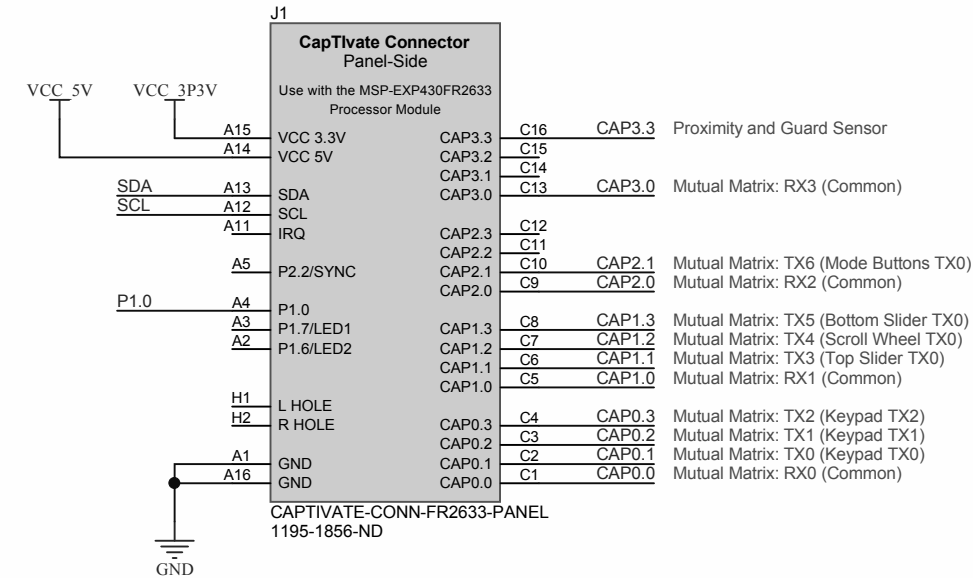 J1
CapTIvate Connector
Panel-Side
Use with the MSP-EXP430FR2633
Processor Module
VCC_5V VCC_3P3V
A15 VCC 3.3V CAP3.3 C16 CAP3.3 Proximity and Guard Sensor
A14 VCC 5V CAP3.2 C15
CAP3.1 C14
SDA A13 SDA CAP3.0 C13 CAP3.0 Mutual Matrix: RX3 (Common)
SCL A12 SCL
A11 IRQ CAP2.3 C12
CAP2.2 C11
A5 P2.2/SYNC CAP2.1 C10 CAP2.1 Mutual Matrix: TX6 (Mode Buttons TX0)
CAP2.0 C9 CAP2.0 Mutual Matrix: RX2 (Common)
P1.0 A4 P1.0
A3 P1.7/LED1 CAP1.3 C8 CAP1.3 Mutual Matrix: TX5 (Bottom Slider TX0)
A2 P1.6/LED2 CAP1.2 C7 CAP1.2 Mutual Matrix: TX4 (Scroll Wheel TX0)
CAP1.1 C6 CAP1.1 Mutual Matrix: TX3 (Top Slider TX0)
CAP1.0 C5 CAP1.0 Mutual Matrix: RX1 (Common)
H1 L HOLE
H2 R HOLE CAP0.3 C4 CAP0.3 Mutual Matrix: TX2 (Keypad TX2)
CAP0.2 C3 CAP0.2 Mutual Matrix: TX1 (Keypad TX1)
A1 GND CAP0.1 C2 CAP0.1 Mutual Matrix: TX0 (Keypad TX0)
A16 GND CAP0.0 C1 CAP0.0 Mutual Matrix: RX0 (Common)
CAPTIVATE-CONN-FR2633-PANEL
1195-1856-ND
GND